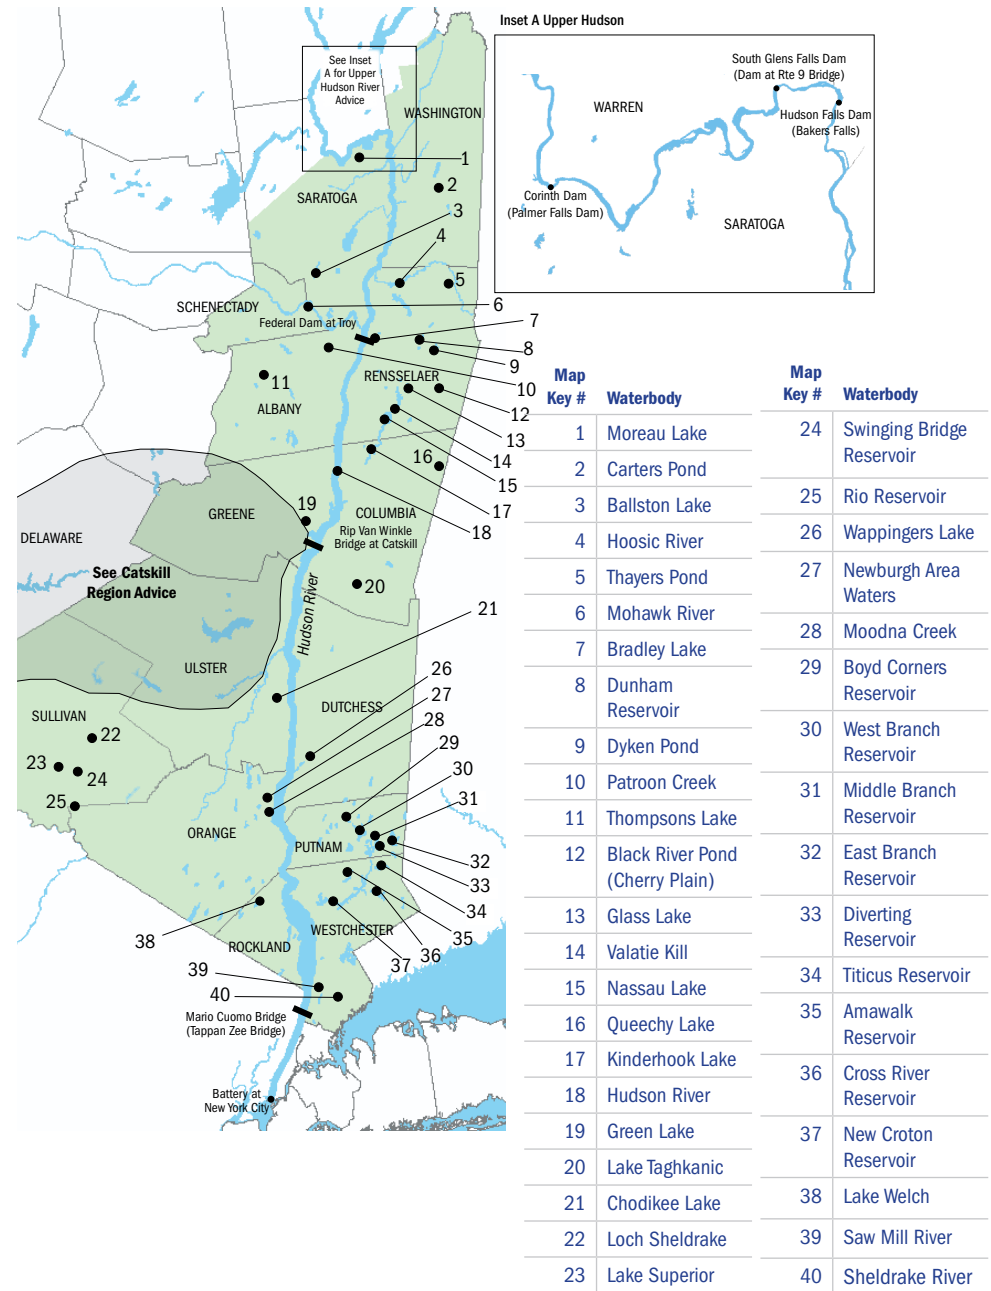 Inset A Upper Hudson
See Inset
A for Upper
Hudson River
Advice
WASHINGTON
1
2
SARATOGA
3
4
5
SCHENECTADY
6
Federal Dam at Troy
7
8
9
RENSSELAER
10
11
ALBANY
12
13
14
15
16
17
18
19
GREENE
COLUMBIA
Rip Van Winkle
Bridge at Catskill
DELAWARE
See Catskill
Region Advice
20
Hudson River
21
ULSTER
26
27
SULLIVAN
DUTCHESS
28
22
29
23
24
30
25
31
ORANGE
PUTNAM
32
33
34
35
36
37
38
WESTCHESTER
ROCKLAND
39
40
Mario Cuomo Bridge
(Tappan Zee Bridge)
Battery at
New York City
South Glens Falls Dam
(Dam at Rte 9 Bridge)
WARREN
Hudson Falls Dam
(Bakers Falls)
Corinth Dam
(Palmer Falls Dam)
SARATOGA
Map
Key # Waterbody
1 Moreau Lake
2 Carters Pond
3 Ballston Lake
4 Hoosic River
5 Thayers Pond
6 Mohawk River
7 Bradley Lake
8 Dunham
Reservoir
9 Dyken Pond
10 Patroon Creek
11 Thompsons Lake
12 Black River Pond
(Cherry Plain)
13 Glass Lake
14 Valatie Kill
15 Nassau Lake
16 Queechy Lake
17 Kinderhook Lake
18 Hudson River
19 Green Lake
20 Lake Taghkanic
21 Chodikee Lake
22 Loch Sheldrake
23 Lake Superior
Map
Key # Waterbody
24 Swinging Bridge
Reservoir
25 Rio Reservoir
26 Wappingers Lake
27 Newburgh Area
Waters
28 Moodna Creek
29 Boyd Corners
Reservoir
30 West Branch
Reservoir
31 Middle Branch
Reservoir
32 East Branch
Reservoir
33 Diverting
Reservoir
34 Titicus Reservoir
35 Amawalk
Reservoir
36 Cross River
Reservoir
37 New Croton
Reservoir
38 Lake Welch
39 Saw Mill River
40 Sheldrake River